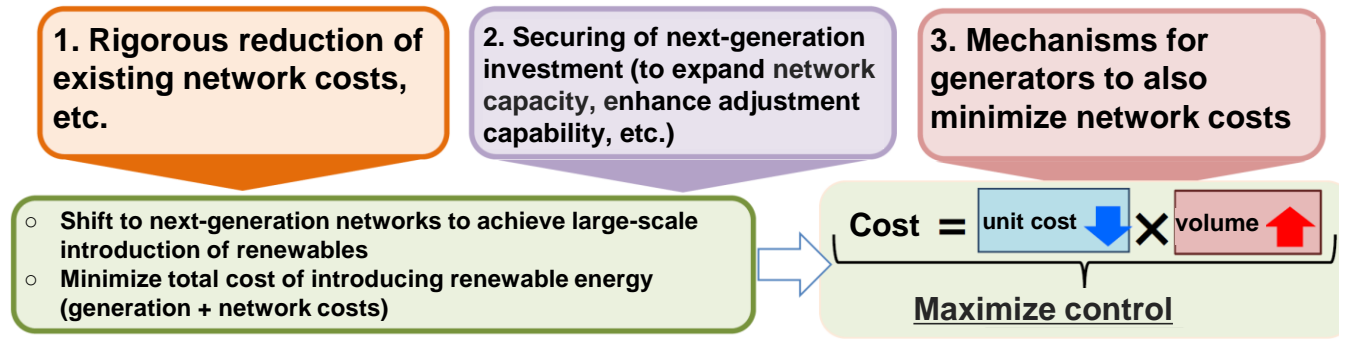 1. Rigorous reduction of
existing network costs,
etc.
2. Securing of next-generation
investment (to expand network
capacity, enhance adjustment
capability, etc.)
3. Mechanisms for
generators to also
minimize network costs
○ Shift to next-generation networks to achieve large-scale
introduction of renewables
○ Minimize total cost of introducing renewable energy
(generation + network costs)
Cost = unit cost × volume
Maximize control